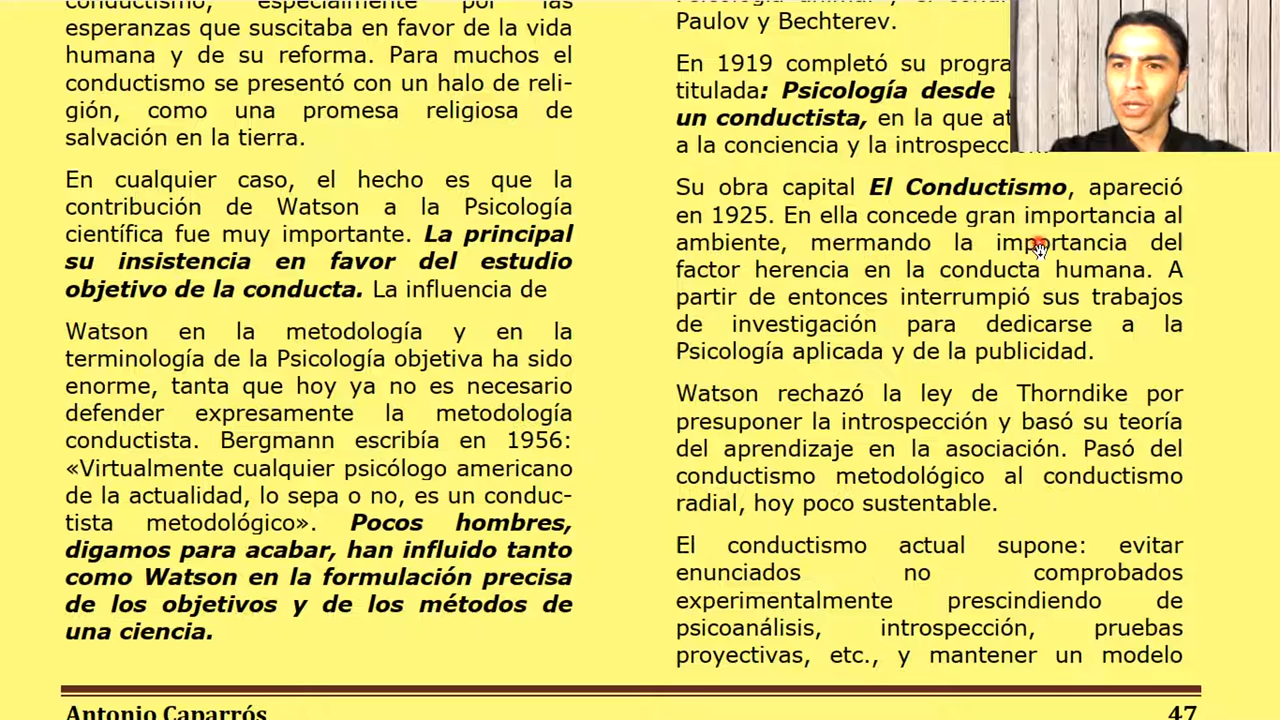 conductismo, especialmente por las
esperanzas que suscitaba en favor de la vida
humana y de su reforma. Para muchos el
conductismo se presentó con un halo de reli-
gión, como una promesa religiosa de
salvación en la tierra.
En cualquier caso, el hecho es que la
contribución de Watson a la Psicología
científica fue muy importante. La principal
su insistencia en favor del estudio
objetivo de la conducta. La influencia de
Watson en la metodología y en la
terminología de la Psicología objetiva ha sido
enorme, tanta que hoy ya no es necesario
defender expresamente la metodología
conductista. Bergmann escribía en 1956:
«Virtualmente cualquier psicólogo americano
de la actualidad, lo sepa o no, es un conduc-
tista metodológico». Pocos hombres,
digamos para acabar, han influido tanto
como Watson en la formulación precisa
de los objetivos y de los métodos de
una ciencia.
Paulov y Bechterev.
En 1919 completó su progra
titulada: Psicología desde
un conductista, en la que at
a la conciencia y la introspecc
Su obra capital El Conductismo, apareció
en 1925. En ella concede gran importancia al
ambiente, mermando la importancia del
factor herencia en la conducta humana. A
partir de entonces interrumpió sus trabajos
de investigación para dedicarse a la
Psicología aplicada y de la publicidad.
Watson rechazó la ley de Thorndike por
presuponer la introspección y basó su teoría
del aprendizaje en la asociación. Pasó del
conductismo metodológico al conductismo
radial, hoy poco sustentable.
El conductismo actual supone: evitar
enunciados no comprobados
experimentalmente prescindiendo de
psicoanálisis, introspección, pruebas
proyectivas, etc., y mantener un modelo
Antonio Caparrós
47